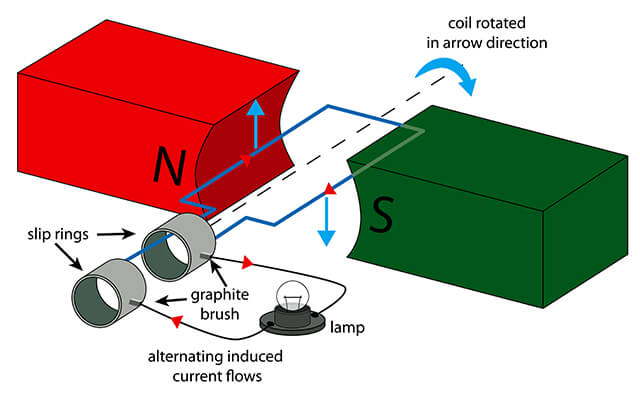 coil rotated
in arrow direction
N
S
slip rings
graphite
brush
lamp
alternating induced
current flows